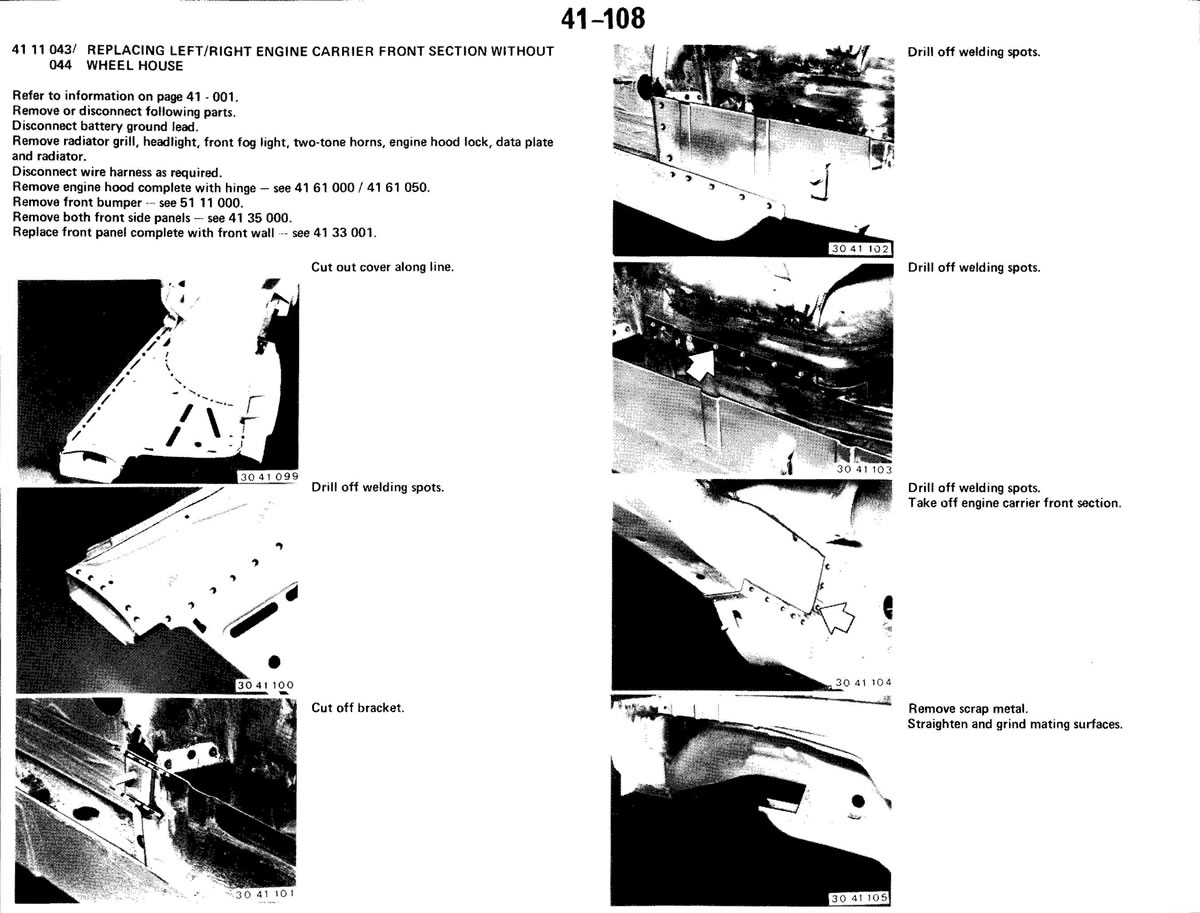 41–108
41 11 043/ REPLACING LEFT/RIGHT ENGINE CARRIER FRONT SECTION WITHOUT
044 WHEEL HOUSE
Refer to information on page 41 - 001.
Remove or disconnect following parts.
Disconnect battery ground lead.
Remove radiator grill, headlight, front fog light, two-tone horns, engine hood lock, data plate
and radiator.
Disconnect wire harness as required.
Remove engine hood complete with hinge — see 41 61 000 / 41 61 050.
Remove front bumper — see 51 11 000.
Remove both front side panels — see 41 35 000.
Replace front panel complete with front wall — see 41 33 001.
Cut out cover along line.
30 41 099
Drill off welding spots.
30 41 100
Cut off bracket.
30 41 101
Drill off welding spots.
30 41 102
Drill off welding spots.
30 41 103
Drill off welding spots.
Take off engine carrier front section.
30 41 104
Remove scrap metal.
Straighten and grind mating surfaces.
30 41 105